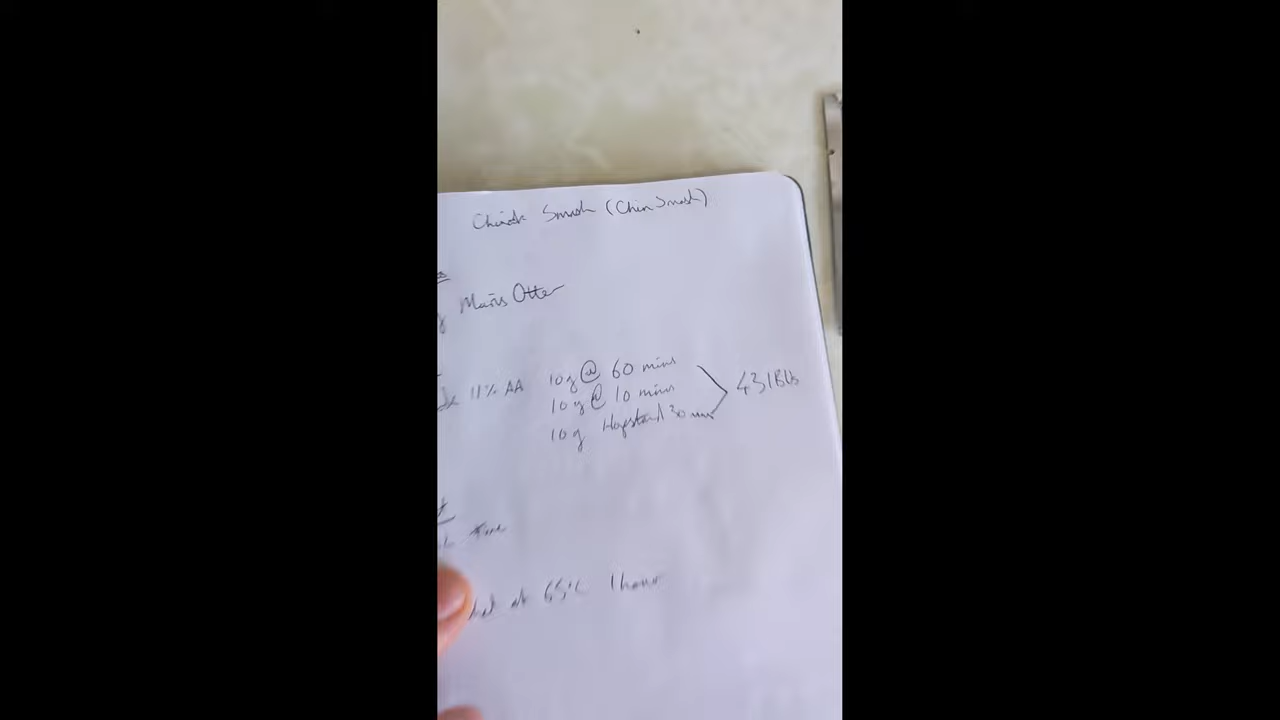 Smash (Chin Smash)
Maris Otter
11% AA 10g @ 60 mins
10g @ 10 mins
10g Hopstand 30 mins
43 IBUs
at 65°C 1 hour